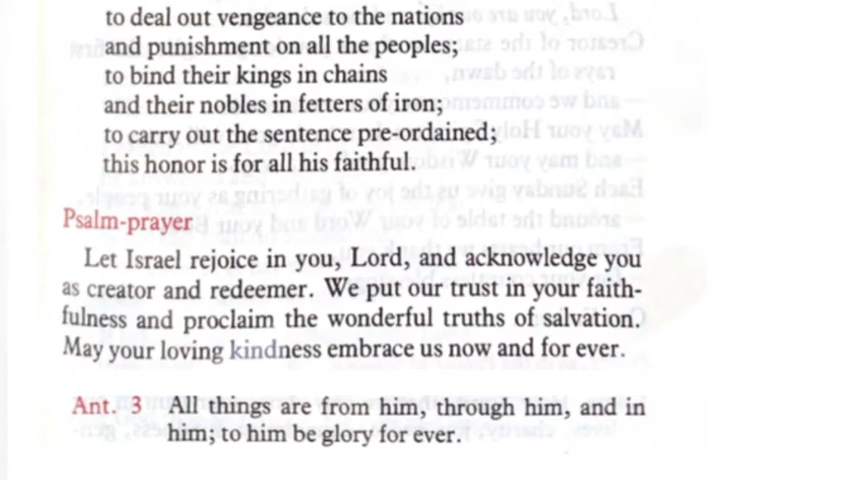 to deal out vengeance to the nations
and punishment on all the peoples;
to bind their kings in chains
and their nobles in fetters of iron;
to carry out the sentence pre-ordained;
this honor is for all his faithful.
Psalm-prayer
Let Israel rejoice in you, Lord, and acknowledge you
as creator and redeemer. We put our trust in your faith-
fulness and proclaim the wonderful truths of salvation.
May your loving kindness embrace us now and for ever.
Ant. 3 All things are from him, through him, and in
him; to him be glory for ever.